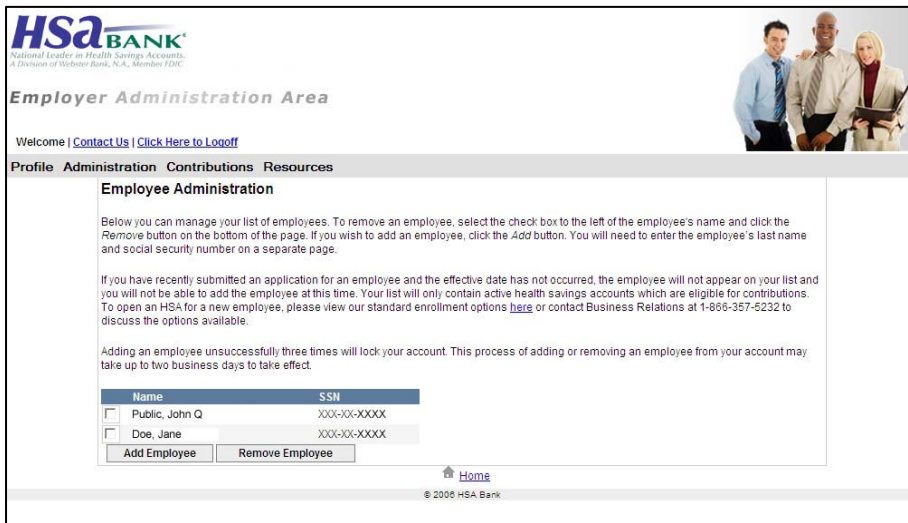 HSA BANK
National Leader in Health Savings Accounts.
A Division of Webster Bank, N.A., Member FDIC
Employer Administration Area
Welcome | Contact Us | Click Here to Logoff
Profile Administration Contributions Resources
Employee Administration
Below you can manage your list of employees. To remove an employee, select the check box to the left of the employee's name and click the
Remove button on the bottom of the page. If you wish to add an employee, click the Add button. You will need to enter the employee's last name
and social security number on a separate page.
If you have recently submitted an application for an employee and the effective date has not occurred, the employee will not appear on your list and
you will not be able to add the employee at this time. Your list will only contain active health savings accounts which are eligible for contributions.
To open an HSA for a new employee, please view our standard enrollment options here or contact Business Relations at 1-866-357-5232 to
discuss the options available.
Adding an employee unsuccessfully three times will lock your account. This process of adding or removing an employee from your account may
take up to two business days to take effect.
Name SSN
Public, John Q XXX-XX-XXXX
Doe, Jane XXX-XX-XXXX
Add Employee Remove Employee
Home
© 2006 HSA Bank